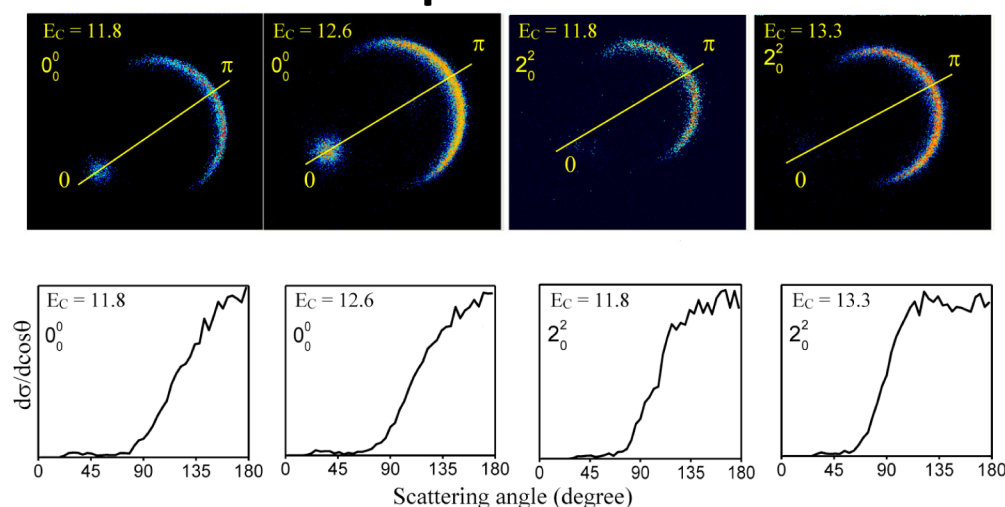 E_C = 11.8
0^0_0
π
0
E_C = 12.6
0^0_0
π
0
E_C = 11.8
2^2_0
π
0
E_C = 13.3
2^2_0
π
0
dσ/dcosθ
E_C = 11.8
0^0_0
0 45 90 135 180
E_C = 12.6
0^0_0
0 45 90 135 180
E_C = 11.8
2^2_0
0 45 90 135 180
E_C = 13.3
2^2_0
0 45 90 135 180
Scattering angle (degree)